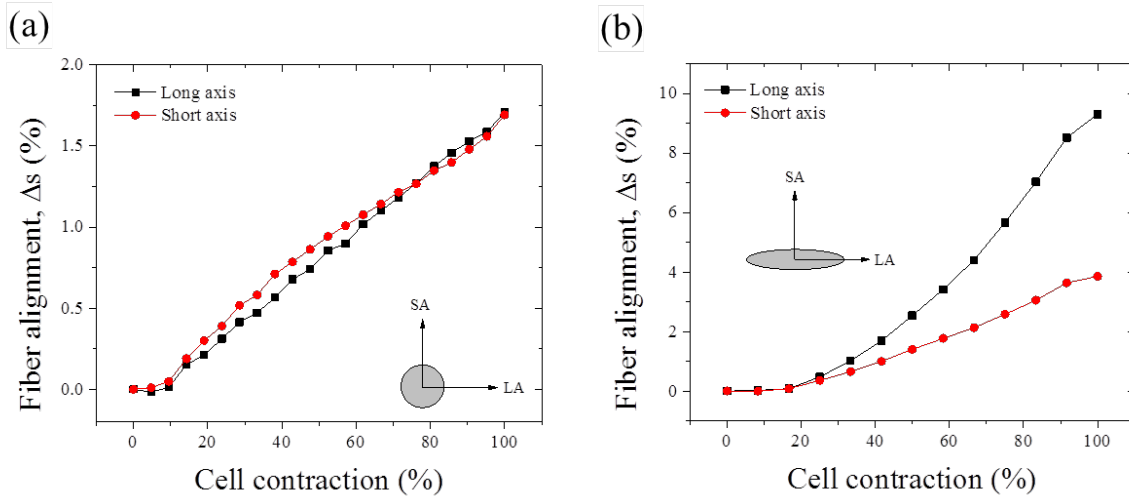 (a)
2.0
1.5
1.0
0.5
0.0
Fiber alignment, Δs (%)
Long axis
Short axis
SA
LA
0 20 40 60 80 100
Cell contraction (%)
(b)
10
8
6
4
2
0
Fiber alignment, Δs (%)
Long axis
Short axis
SA
LA
0 20 40 60 80 100
Cell contraction (%)